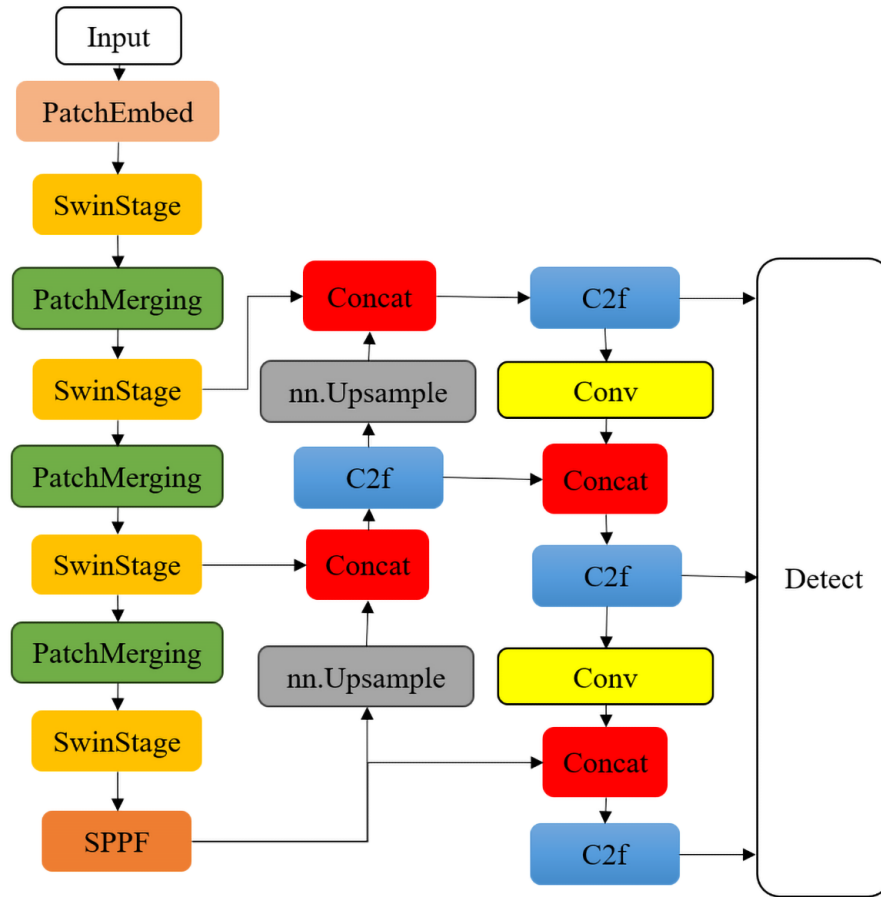 Input
PatchEmbed
SwinStage
PatchMerging
SwinStage
PatchMerging
SwinStage
PatchMerging
SwinStage
SPPF
Concat
nn.Upsample
C2f
Concat
nn.Upsample
C2f
Conv
Concat
C2f
Conv
Concat
C2f
Detect